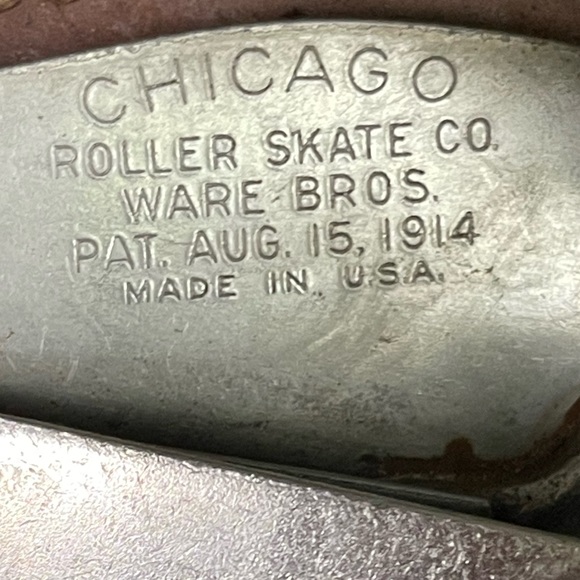 CHICAGO
ROLLER SKATE CO.
WARE BROS.
PAT. AUG. 15, 1914
MADE IN U.S.A.